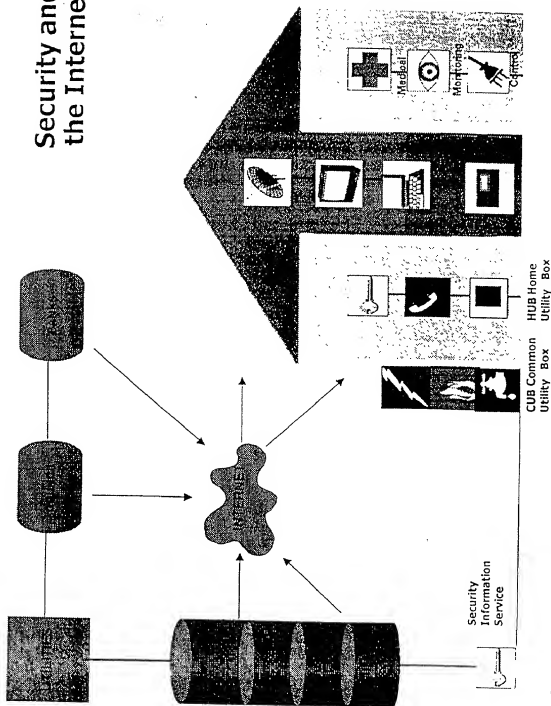 Security and
the Interne
UTILITIES
INTERNET
Medical
Monitoring
Control
HUB Home
Utility Box
CUB Common
Utility Box
Security
Information
Service